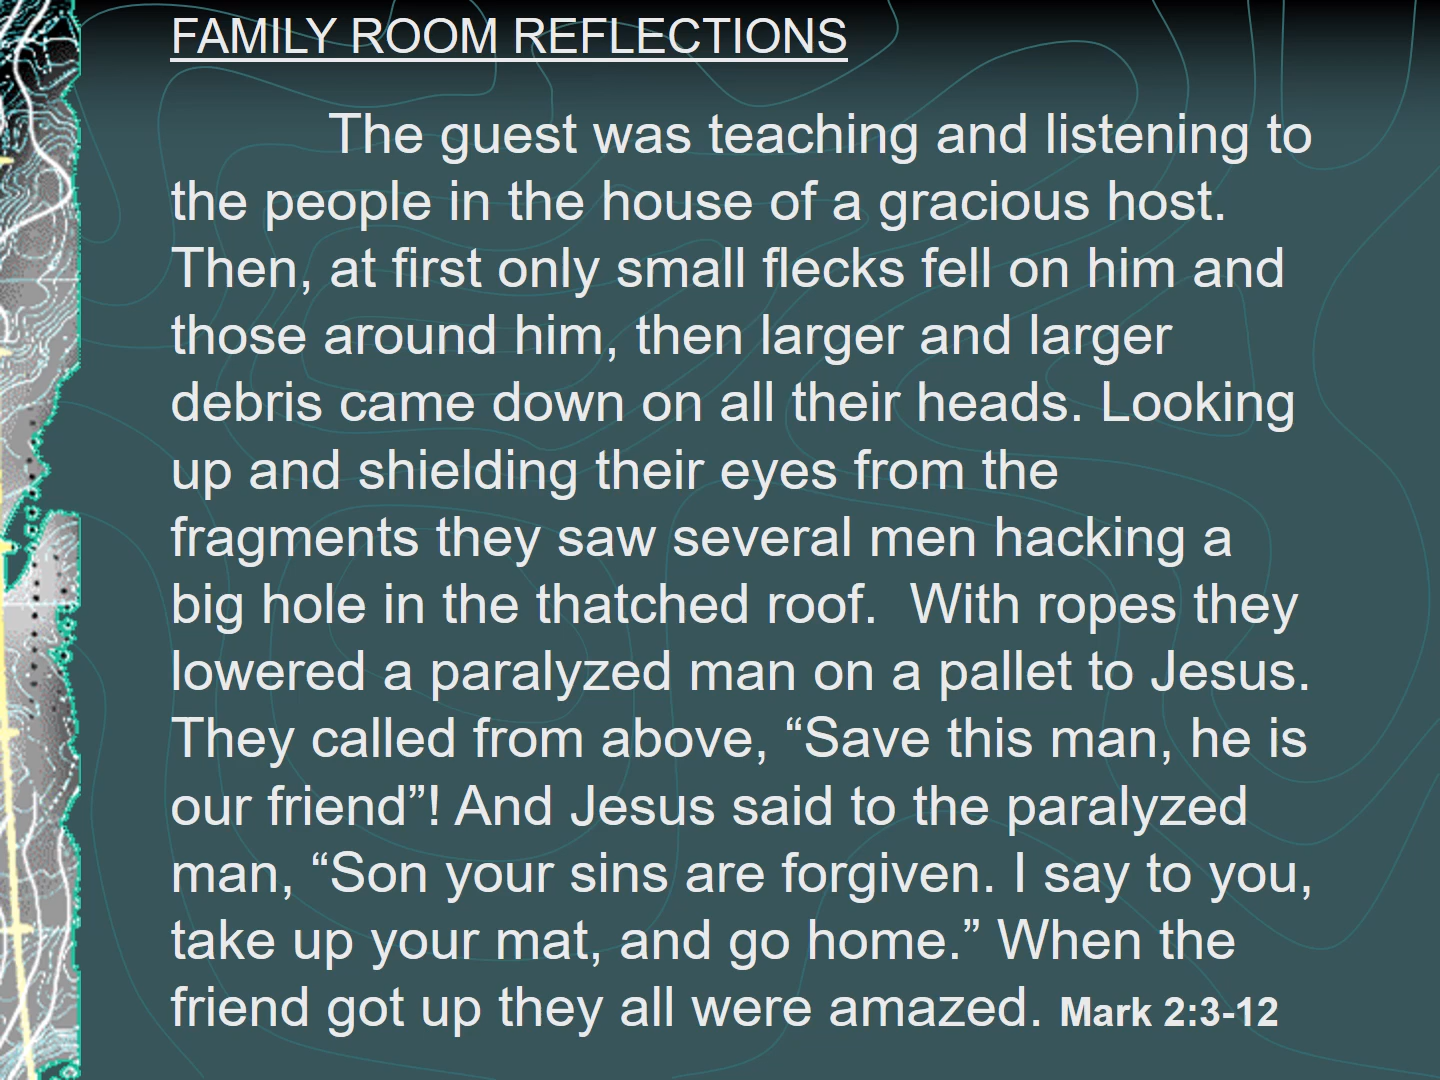 FAMILY ROOM REFLECTIONS
The guest was teaching and listening to
the people in the house of a gracious host.
Then, at first only small flecks fell on him and
those around him, then larger and larger
debris came down on all their heads. Looking
up and shielding their eyes from the
fragments they saw several men hacking a
big hole in the thatched roof.  With ropes they
lowered a paralyzed man on a pallet to Jesus.
They called from above, “Save this man, he is
our friend”! And Jesus said to the paralyzed
man, “Son your sins are forgiven. I say to you,
take up your mat, and go home.” When the
friend got up they all were amazed. Mark 2:3-12